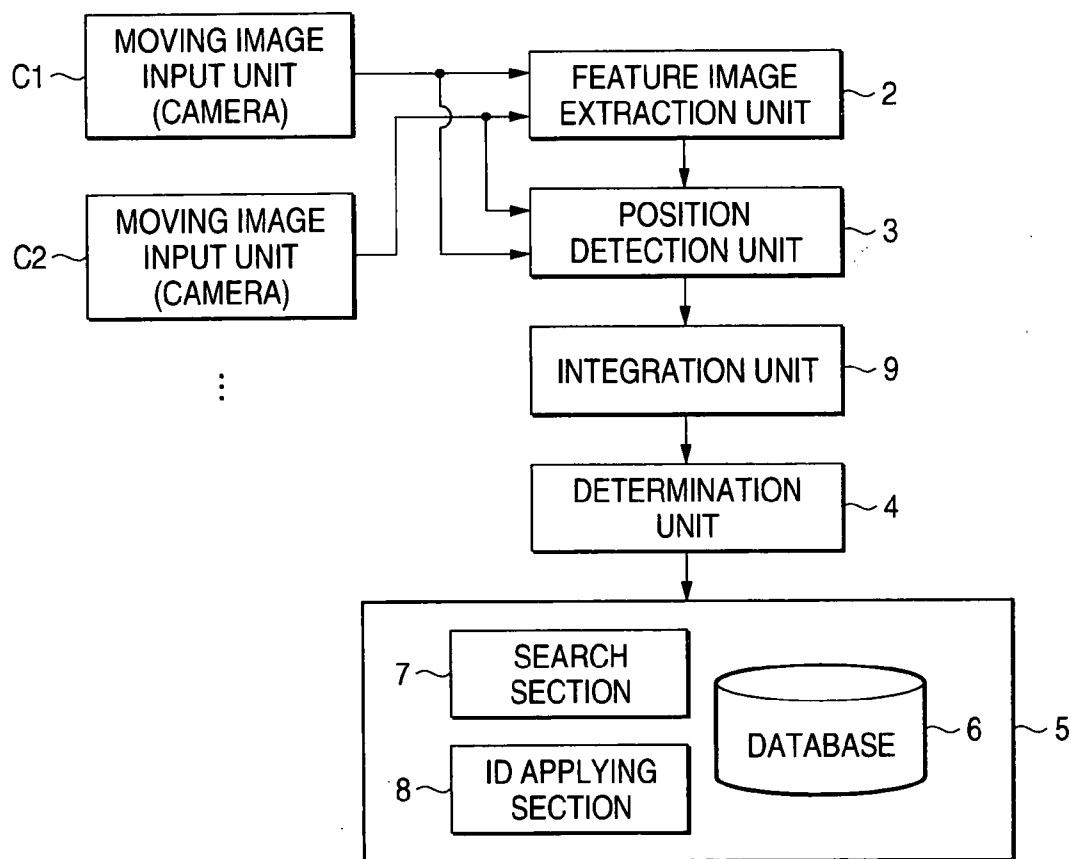 C1
MOVING IMAGE
INPUT UNIT
(CAMERA)
FEATURE IMAGE
EXTRACTION UNIT
2
C2
MOVING IMAGE
INPUT UNIT
(CAMERA)
POSITION
DETECTION UNIT
3
INTEGRATION UNIT
9
DETERMINATION
UNIT
4
7
SEARCH
SECTION
DATABASE
6
5
8
ID APPLYING
SECTION